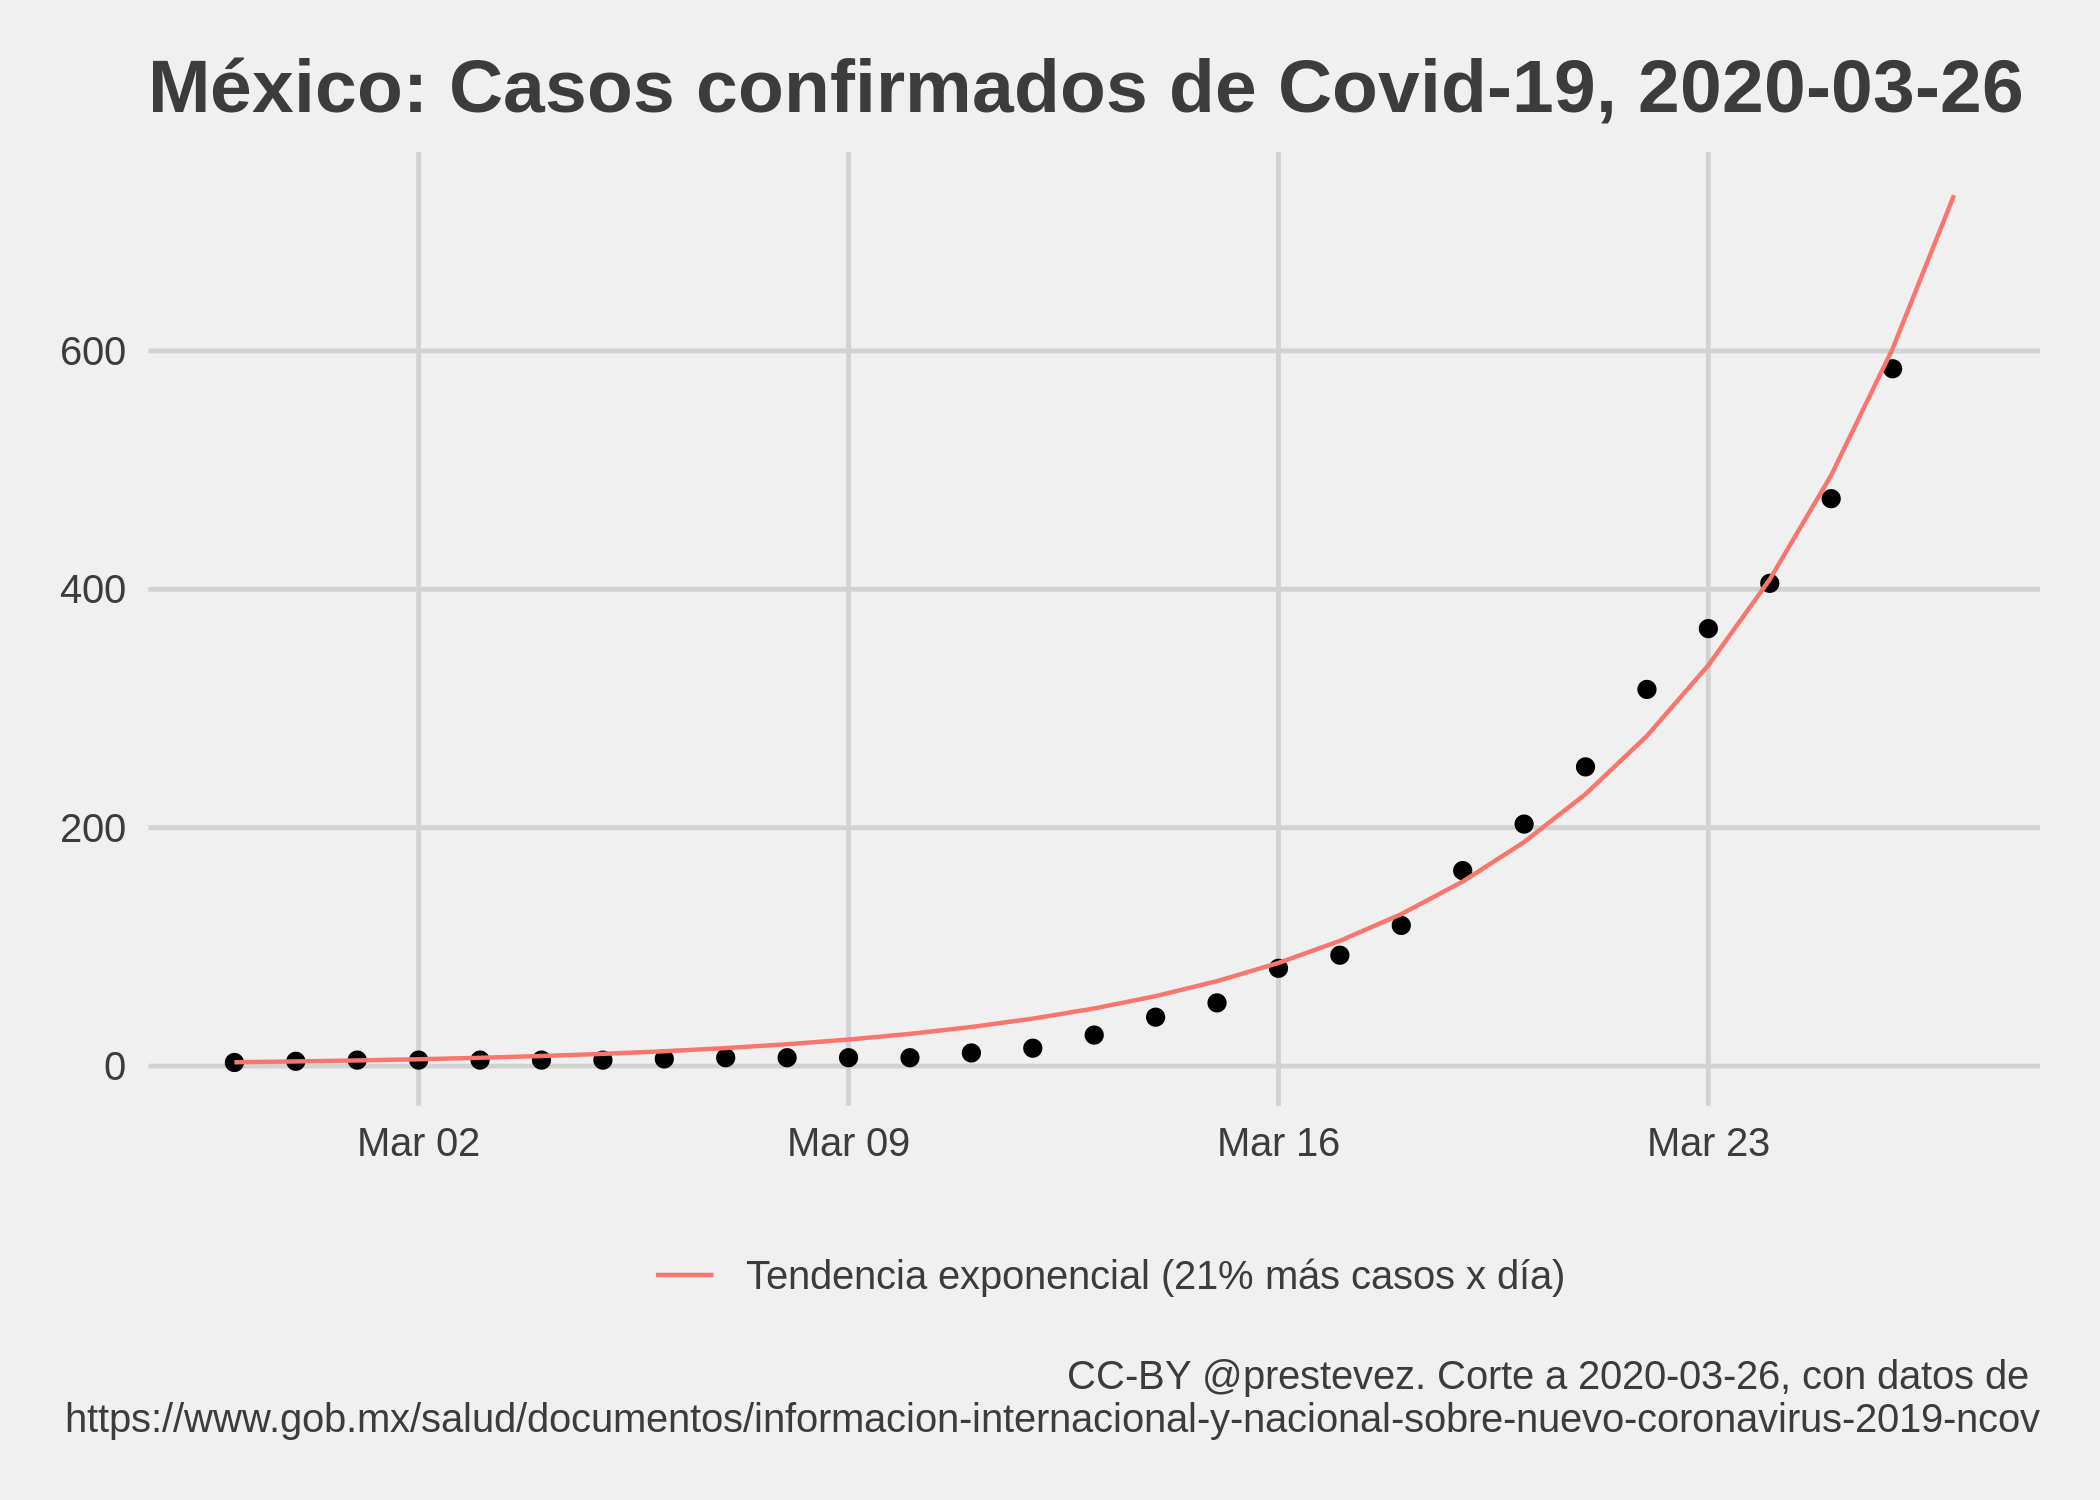 México: Casos confirmados de Covid-19, 2020-03-26
600
400
200
0
Mar 02
Mar 09
Mar 16
Mar 23
Tendencia exponencial (21% más casos x día)
CC-BY @prestevez. Corte a 2020-03-26, con datos de
https://www.gob.mx/salud/documentos/informacion-internacional-y-nacional-sobre-nuevo-coronavirus-2019-ncov